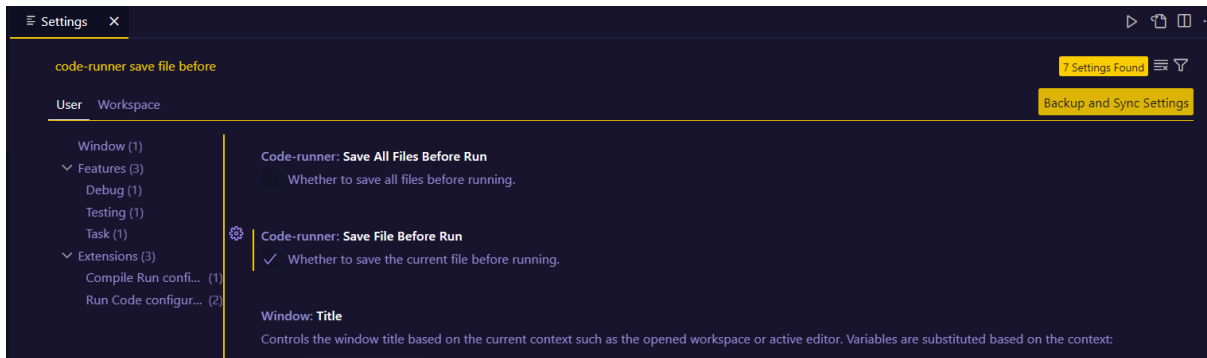 Settings
code-runner save file before
7 Settings Found
User Workspace
Backup and Sync Settings
Window (1)
Features (3)
Debug (1)
Testing (1)
Task (1)
Extensions (3)
Compile Run confi... (1)
Run Code configur... (2)
Code-runner: Save All Files Before Run
Whether to save all files before running.
Code-runner: Save File Before Run
Whether to save the current file before running.
Window: Title
Controls the window title based on the current context such as the opened workspace or active editor. Variables are substituted based on the context: